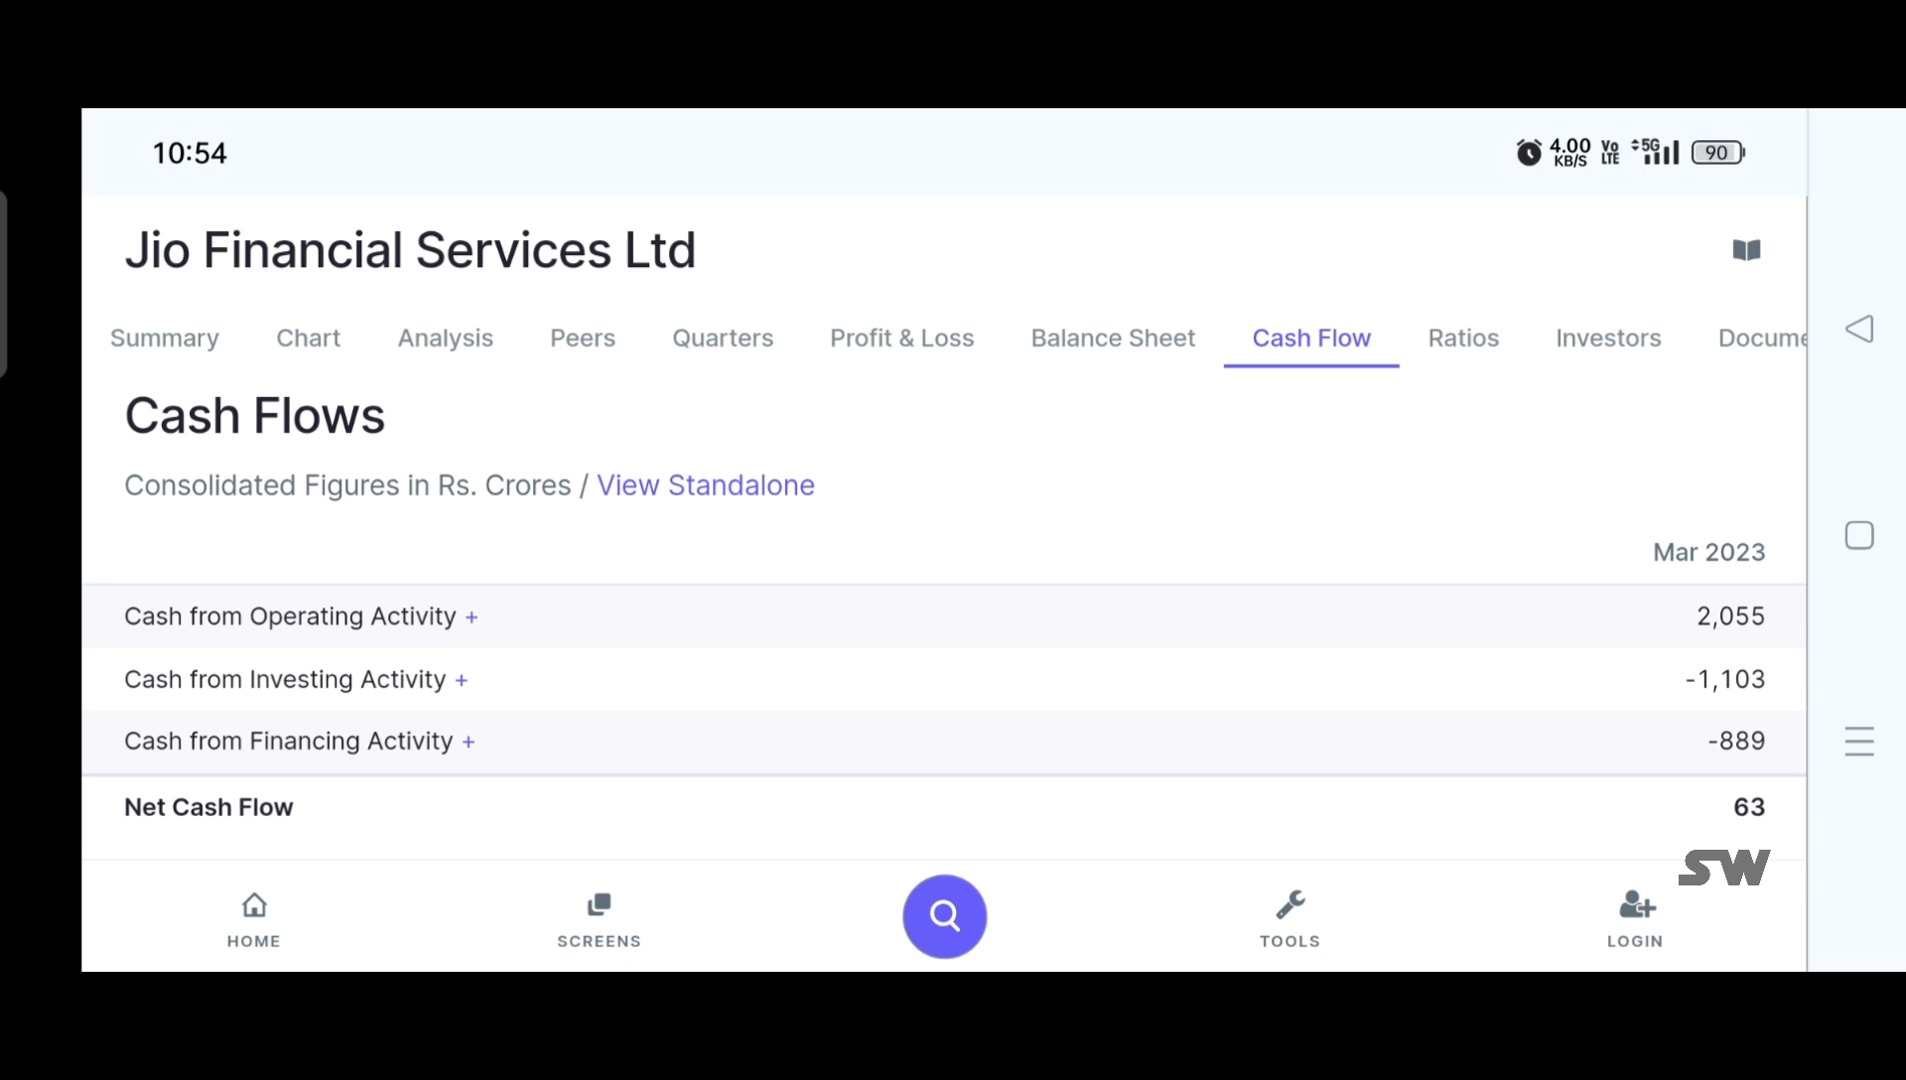 10:54
4.00 KB/S Vo LTE 5G 90
Jio Financial Services Ltd
Summary Chart Analysis Peers Quarters Profit & Loss Balance Sheet Cash Flow Ratios Investors Docume
Cash Flows
Consolidated Figures in Rs. Crores / View Standalone
Mar 2023
Cash from Operating Activity + 2,055
Cash from Investing Activity + -1,103
Cash from Financing Activity + -889
Net Cash Flow 63
SW
HOME SCREENS TOOLS LOGIN